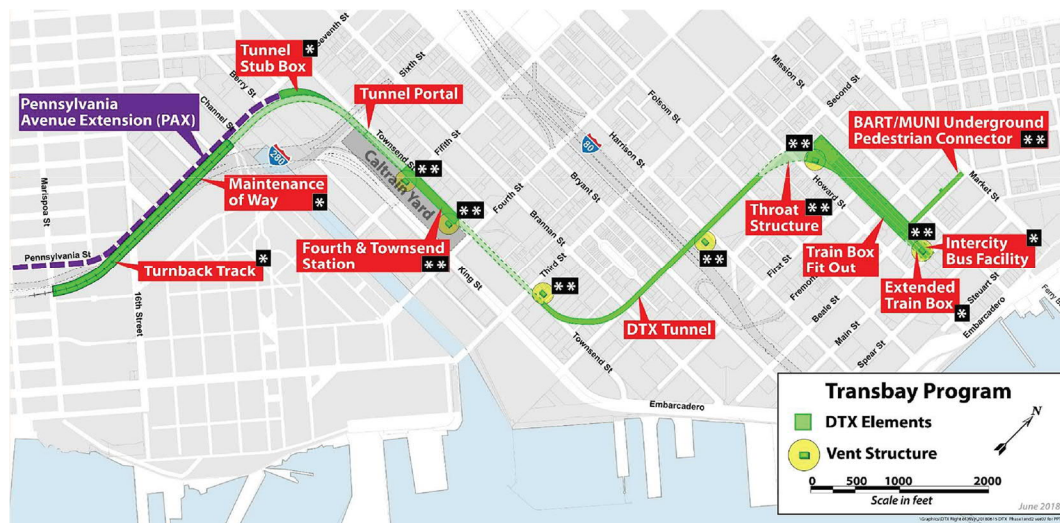 Tunnel *
Stub Box
Seventh St
Sixth St
Mission St
Second St
Berry St
Channel St
Tunnel Portal
Pennsylvania
Avenue Extension (PAX)
Folsom St
BART/MUNI Underground
Pedestrian Connector **
280
Townsend St
Fifith St
80
Harrison St
**
Market St
Marispoa St
Caltrain Yard
**
Bryant St
Fourth St
Howard St
Maintenance
of Way *
**
Brannan St
Throat
Structure **
**
Pennsylvania St
Fourth & Townsend
Station **
Third St
**
First St
Train Box
Fit Out
Intercity *
Bus Facility
Turnback Track *
King St
**
Fremont
Extended
Train Box *
Steuart St
16th Street
DTX Tunnel
Beale St
Main St
Spear St
Embarcadero
Ferry B
Townsend St
Embarcadero
Transbay Program
DTX Elements
N
Vent Structure
0 500 1000 2000
Scale in feet
June 2018